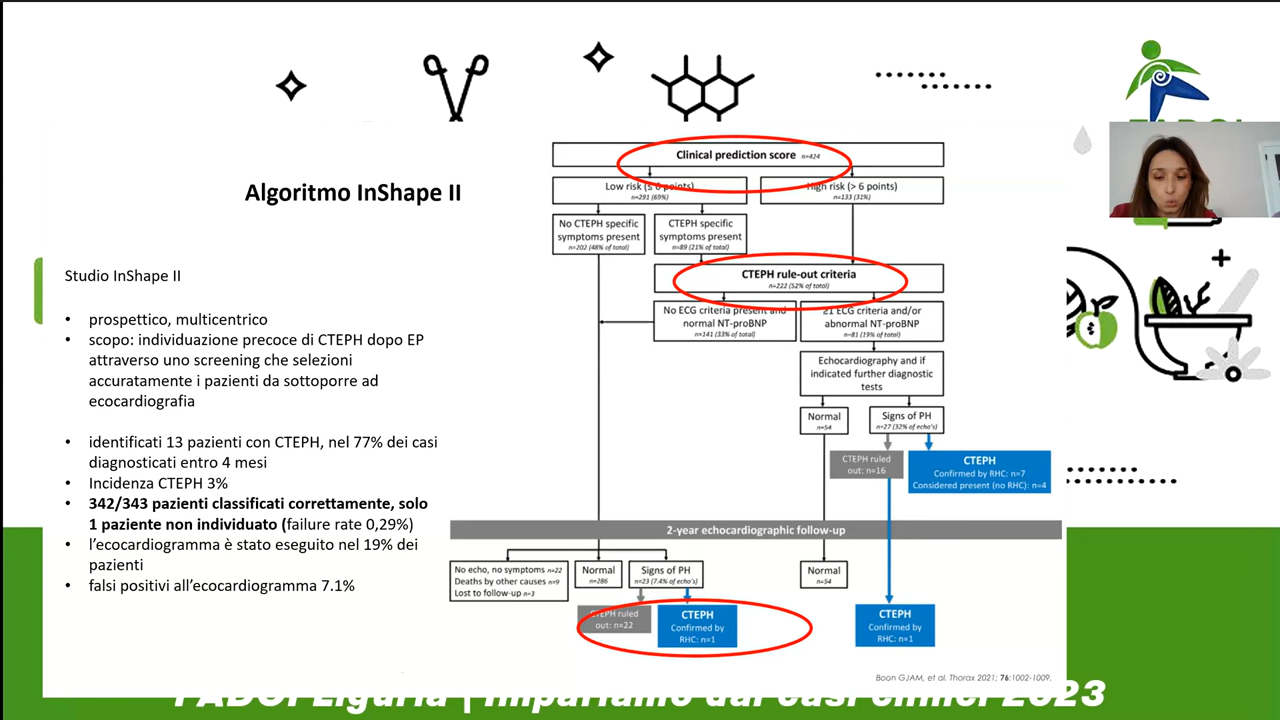 Algoritmo InShape II
Studio InShape II
• prospettico, multicentrico
• scopo: individuazione precoce di CTEPH dopo EP
attraverso uno screening che selezioni
accuratamente i pazienti da sottoporre ad
ecocardiografia
• identificati 13 pazienti con CTEPH, nel 77% dei casi
diagnosticati entro 4 mesi
• Incidenza CTEPH 3%
• 342/343 pazienti classificati correttamente, solo
1 paziente non individuato (failure rate 0,29%)
• l'ecocardiogramma è stato eseguito nel 19% dei
pazienti
• falsi positivi all'ecocardiogramma 7.1%
Clinical prediction score n=424
Low risk (≤ 6 points)
n=291 (69%)
High risk (> 6 points)
n=133 (31%)
No CTEPH specific
symptoms present
n=202 (48% of total)
CTEPH specific
symptoms present
n=89 (21% of total)
CTEPH rule-out criteria
n=222 (52% of total)
No ECG criteria present and
normal NT-proBNP
n=141 (33% of total)
≥1 ECG criteria and/or
abnormal NT-proBNP
n=81 (19% of total)
Echocardiography and if
indicated further diagnostic
tests
Normal
n=54
Signs of PH
n=27 (32% of echo's)
CTEPH ruled
out: n=16
CTEPH
Confirmed by RHC: n=7
Considered present (no RHC): n=4
2-year echocardiographic follow-up
No echo, no symptoms n=22
Deaths by other causes n=9
Lost to follow-up n=3
Normal
n=286
Signs of PH
n=23 (7.4% of echo's)
Normal
n=54
CTEPH ruled
out: n=22
CTEPH
Confirmed by
RHC: n=1
CTEPH
Confirmed by
RHC: n=1
Boon GJAM, et al. Thorax 2021; 76:1002-1009.
FADOI Liguria | Impariamo dai casi clinici 2023